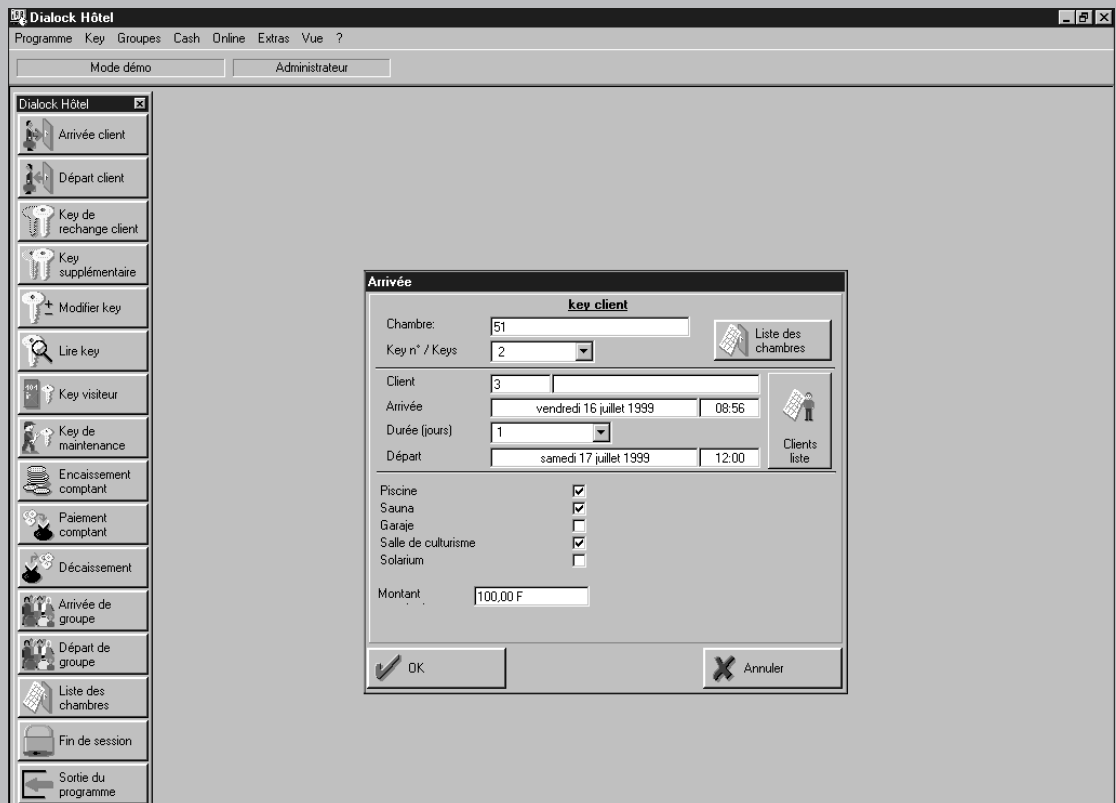 Dialock Hôtel
Programme Key Groupes Cash Online Extras Vue ?
Mode démo Administrateur
Dialock Hôtel
Arrivée client
Départ client
Key de
rechange client
Key
supplémentaire
Modifier key
Lire key
Key visiteur
Key de
maintenance
Encaissement
comptant
Paiement
comptant
Décaissement
Arrivée de
groupe
Départ de
groupe
Liste des
chambres
Fin de session
Sortie du
programme
Arrivée
key client
Chambre: 51
Key n° / Keys 2
Liste des
chambres
Client 3
Arrivée vendredi 16 juillet 1999 08:56
Durée (jours) 1
Départ samedi 17 juillet 1999 12:00
Clients
liste
Piscine
Sauna
Garaje
Salle de culturisme
Solarium
Montant 100,00 F
OK Annuler